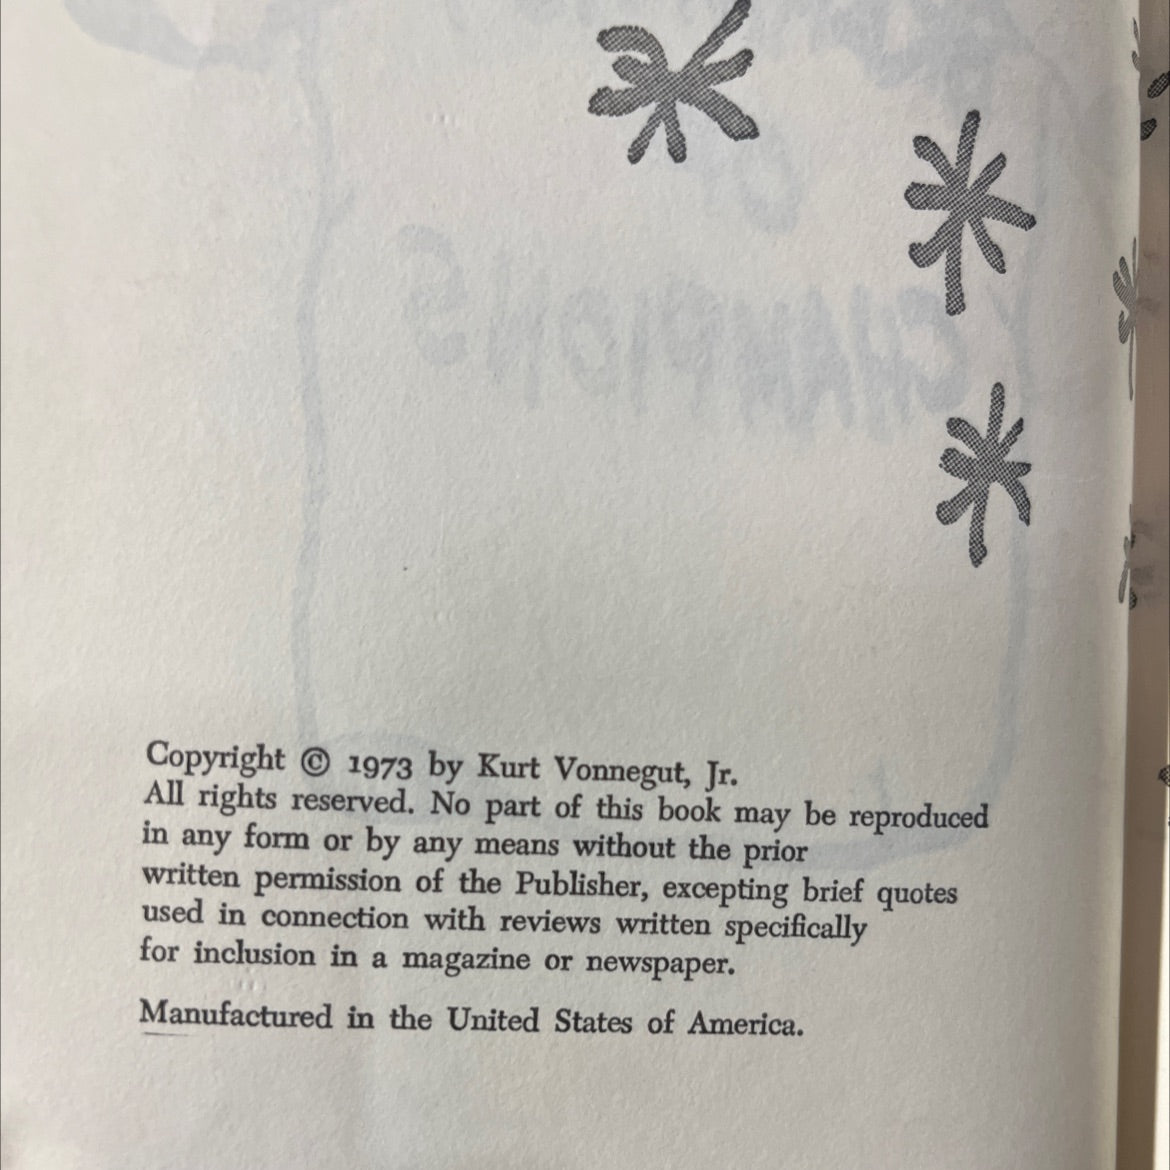 OF
CHAMPIONS
Copyright © 1973 by Kurt Vonnegut, Jr.
All rights reserved. No part of this book may be reproduced
in any form or by any means without the prior
written permission of the Publisher, excepting brief quotes
used in connection with reviews written specifically
for inclusion in a magazine or newspaper.
Manufactured in the United States of America.